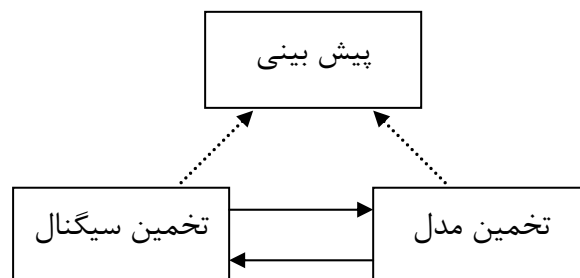 پیش بینی
تخمین مدل
تخمین سیگنال